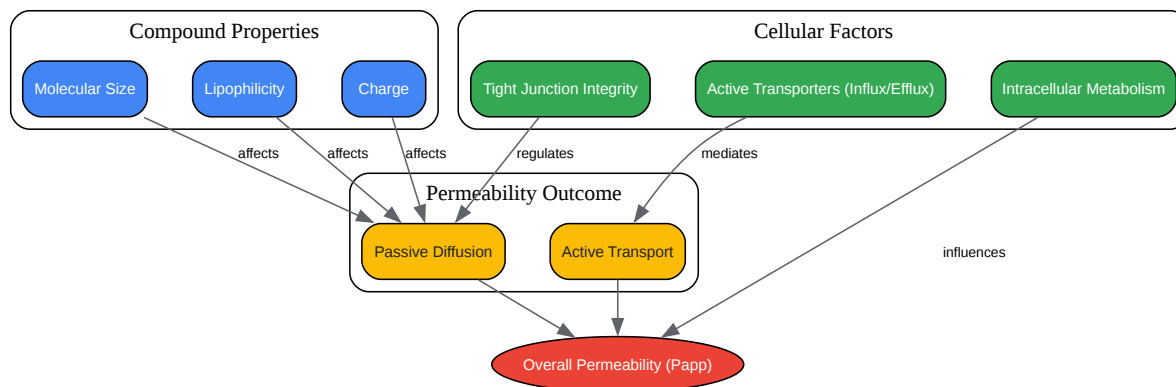 Compound Properties
Cellular Factors
Molecular Size
Lipophilicity
Charge
Tight Junction Integrity
Active Transporters (Influx/Efflux)
Intracellular Metabolism
affects
affects
affects
regulates
mediates
Permeability Outcome
Passive Diffusion
Active Transport
influences
Overall Permeability (Papp)